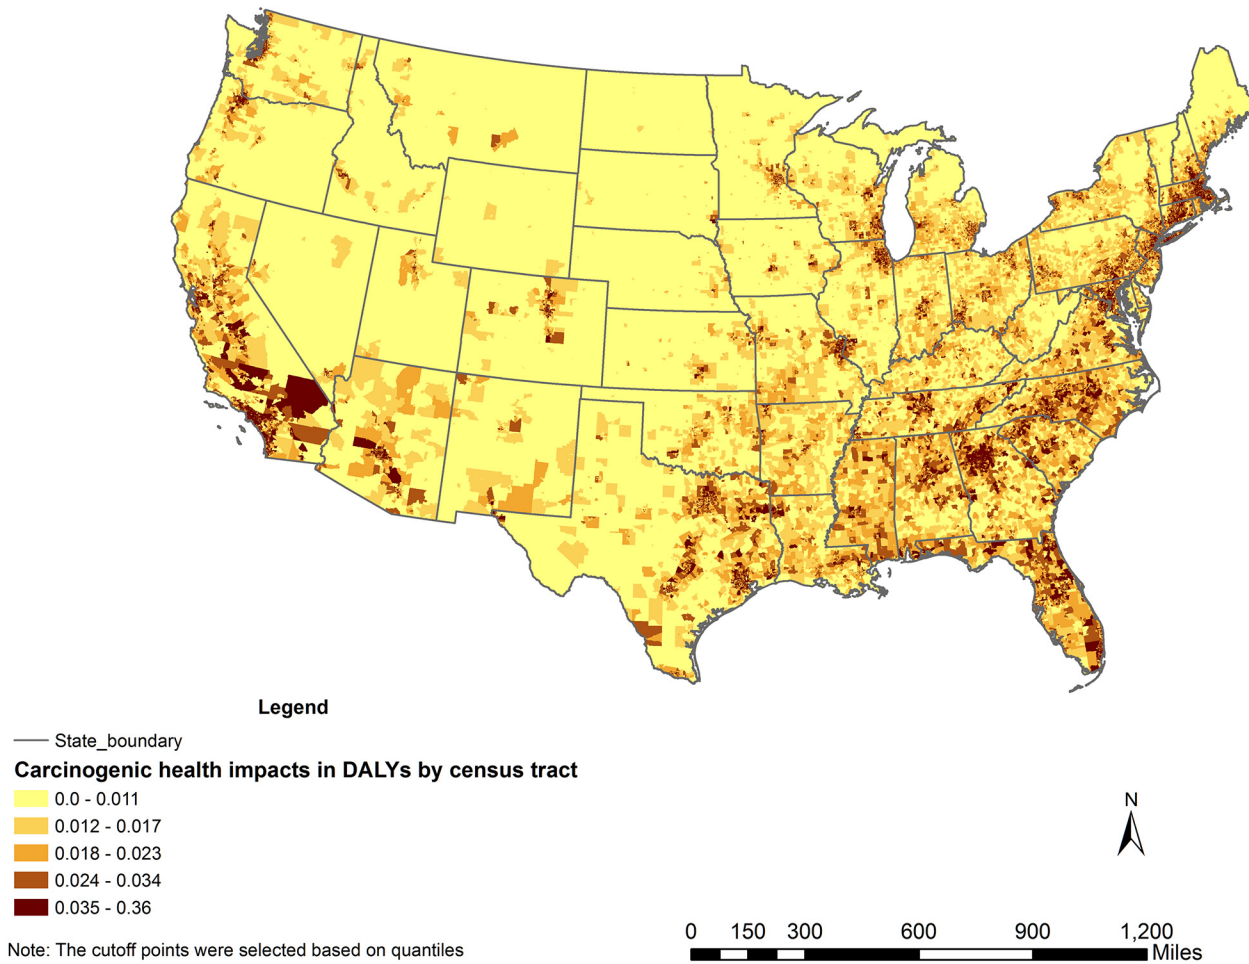 Legend
State_boundary
Carcinogenic health impacts in DALYs by census tract
0.0 - 0.011
0.012 - 0.017
0.018 - 0.023
0.024 - 0.034
0.035 - 0.36
Note: The cutoff points were selected based on quantiles
N
0 150 300 600 900 1,200
Miles